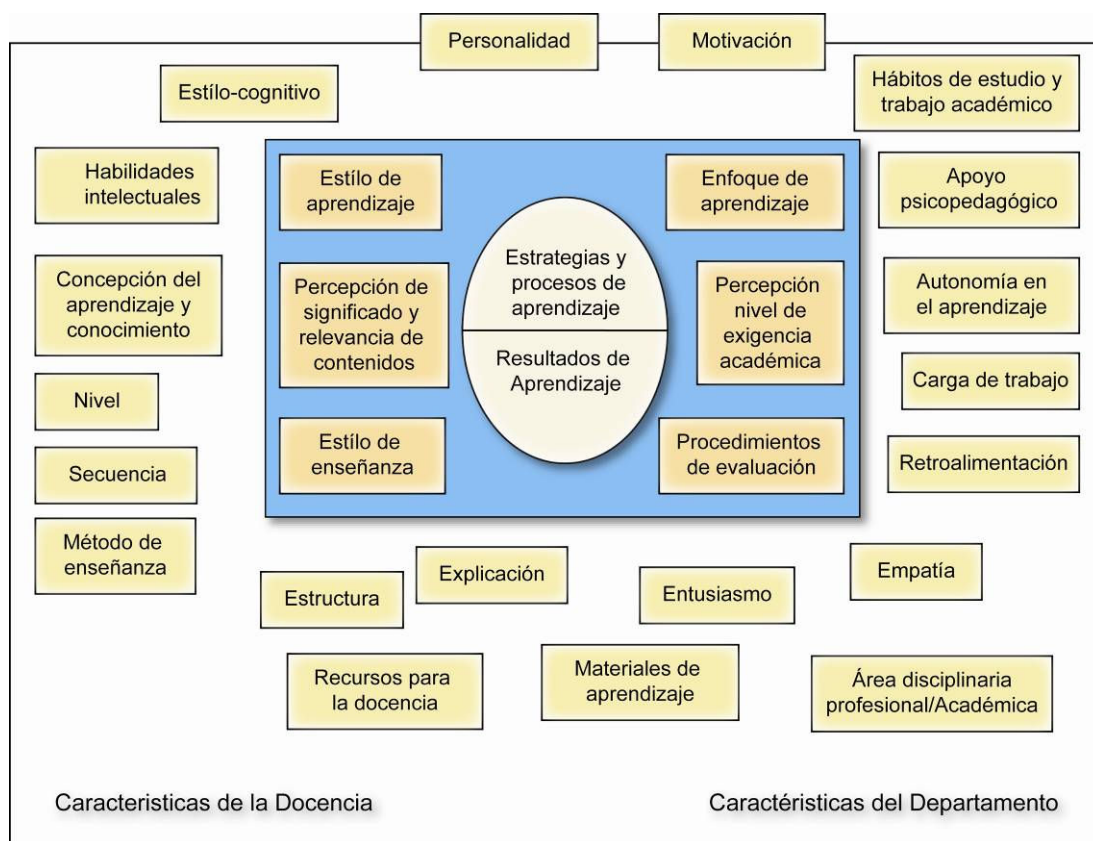 Personalidad
Motivación
Estílo-cognitivo
Hábitos de estudio y
trabajo académico
Habilidades
intelectuales
Estílo de
aprendizaje
Enfoque de
aprendizaje
Apoyo
psicopedagógico
Estrategias y
procesos de
aprendizaje
Concepción del
aprendizaje y
conocimiento
Percepción de
significado y
relevancia de
contenidos
Percepción
nivel de
exigencia
académica
Autonomía en
el aprendizaje
Resultados de
Aprendizaje
Carga de trabajo
Nivel
Secuencia
Estílo de
enseñanza
Procedimientos
de evaluación
Retroalimentación
Método de
enseñanza
Explicación
Empatía
Estructura
Entusiasmo
Recursos para
la docencia
Materiales de
aprendizaje
Área disciplinaria
profesional/Académica
Caracteristicas de la Docencia
Caractéristicas del Departamento